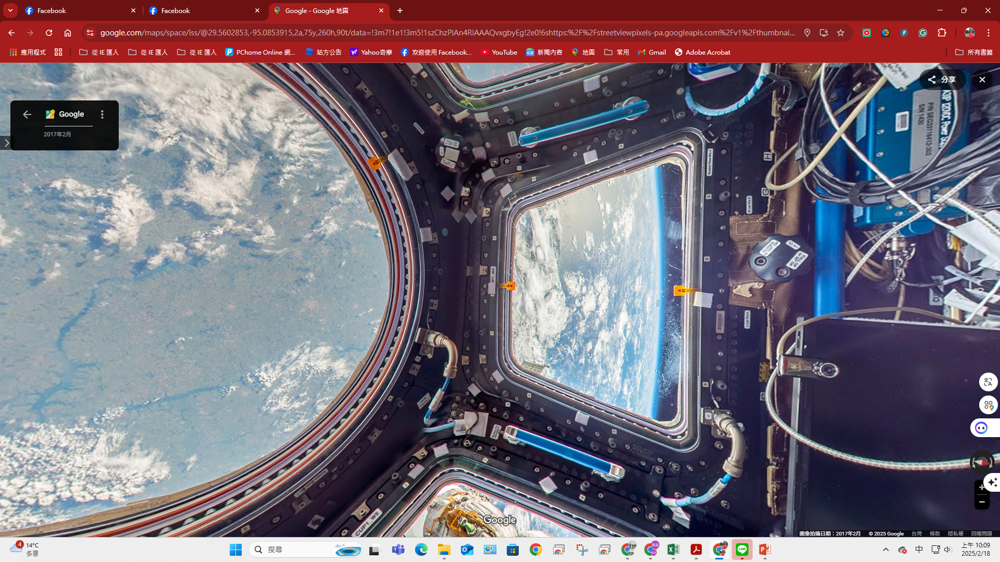 Facebook
Facebook
Google - Google 地圖
google.com/maps/space/iss/@29.5602853,-95.0853915,2a,75y,260h,90t/data=!3m7!1e1!3m5!1szChzPIAn4RIAAAQvxgbyEg!2e0!6shttps:%2F%2Fstreetviewpixels-pa.googleapis.com%2Fv1%2Fthumbnai...
應用程式
從 IE 匯入
從 IE 匯入
從 IE 匯入
PChome Online 網...
站方公告
Yahoo奇摩
欢迎使用 Facebook...
YouTube
新聞內容
地圖
常用
Gmail
Adobe Acrobat
所有書籤
分享
Google
2017年2月
S/N 1430
H
G
JP1_W4
CUP1_W5
Google
圖像拍攝日期：2017年2月
© 2025 Google
台灣
條款
隱私權
回報問題
4
14°C
多雲
搜尋
中
上午 10:09
2025/2/18